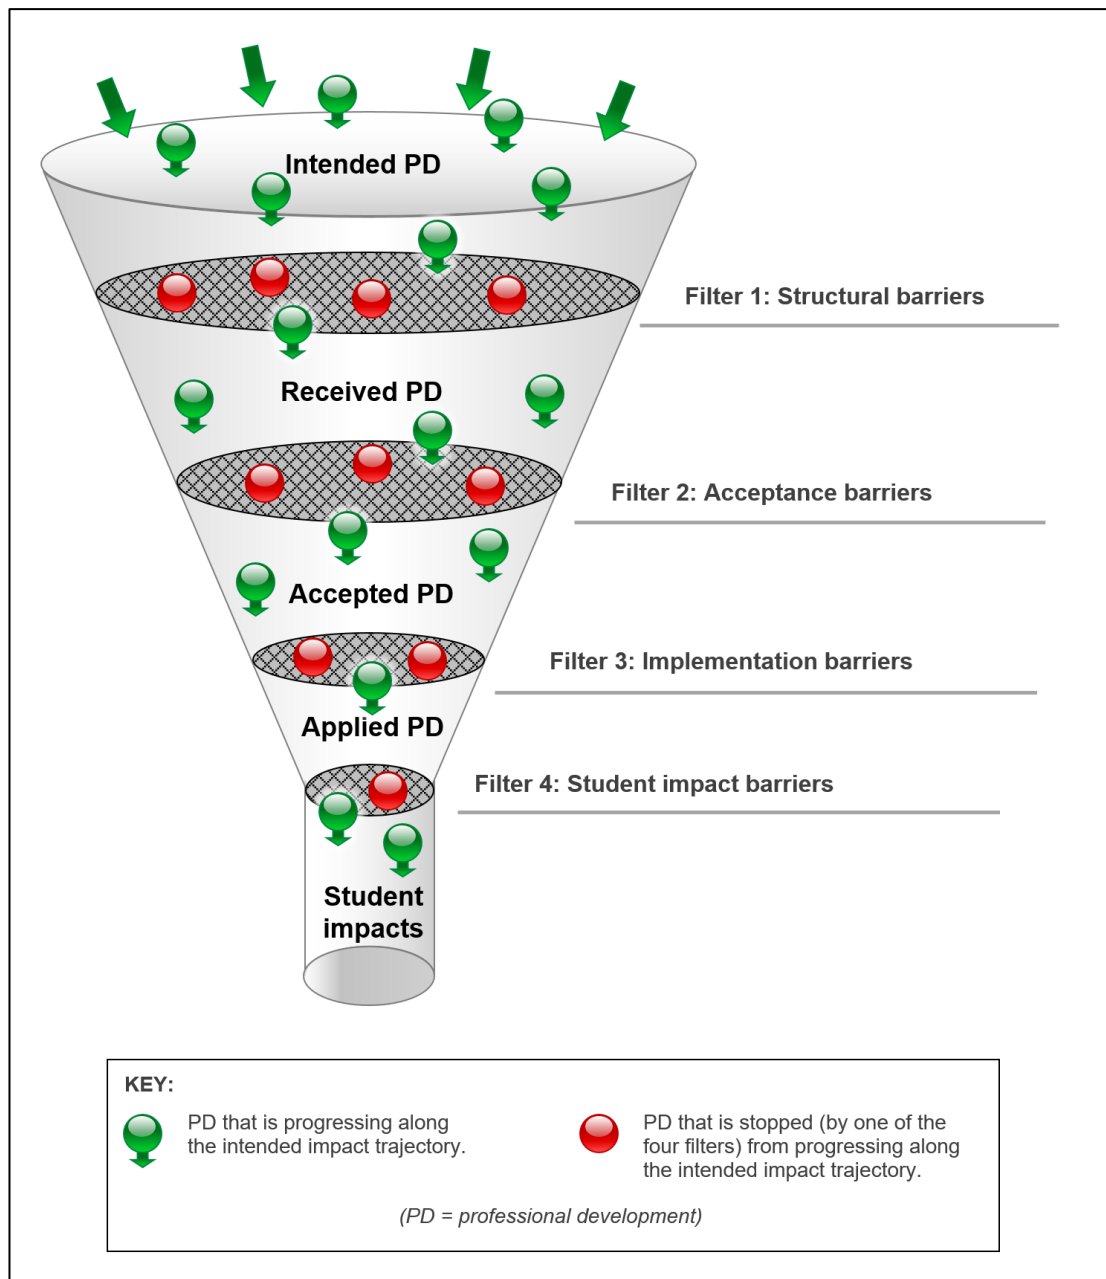 Intended PD
Filter 1: Structural barriers
Received PD
Filter 2: Acceptance barriers
Accepted PD
Filter 3: Implementation barriers
Applied PD
Filter 4: Student impact barriers
Student
impacts
KEY:
PD that is progressing along
the intended impact trajectory.
PD that is stopped (by one of the
four filters) from progressing along
the intended impact trajectory.
(PD = professional development)